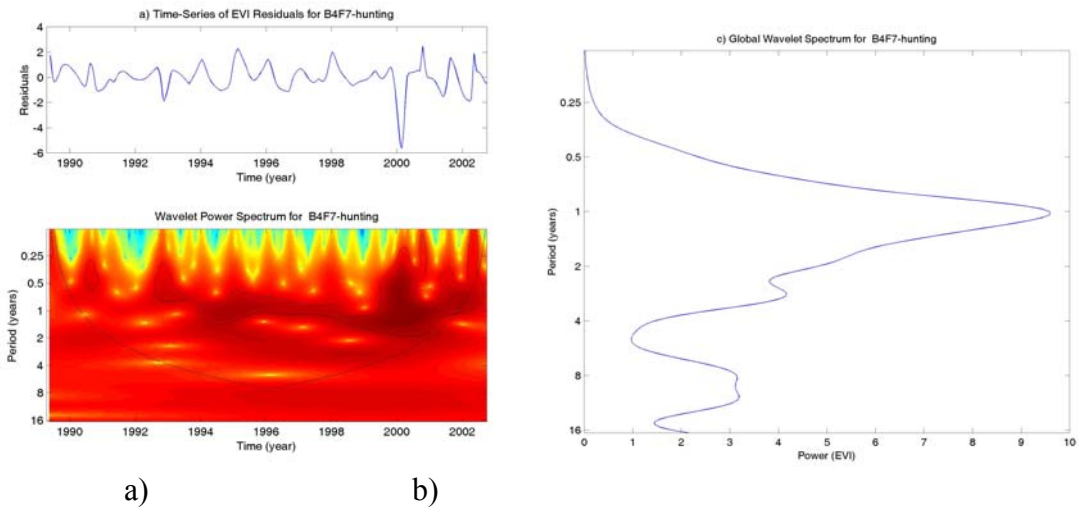 a) Time-Series of EVI Residuals for B4F7-hunting
4
2
0
-2
-4
-6
Residuals
1990 1992 1994 1996 1998 2000 2002
Time (year)
Wavelet Power Spectrum for B4F7-hunting
0.25
0.5
1
2
4
8
16
Period (years)
1990 1992 1994 1996 1998 2000 2002
Time (year)
c) Global Wavelet Spectrum for B4F7-hunting
0.25
0.5
1
2
4
8
16
Period (years)
0 1 2 3 4 5 6 7 8 9 10
Power (EVI)
a) b)